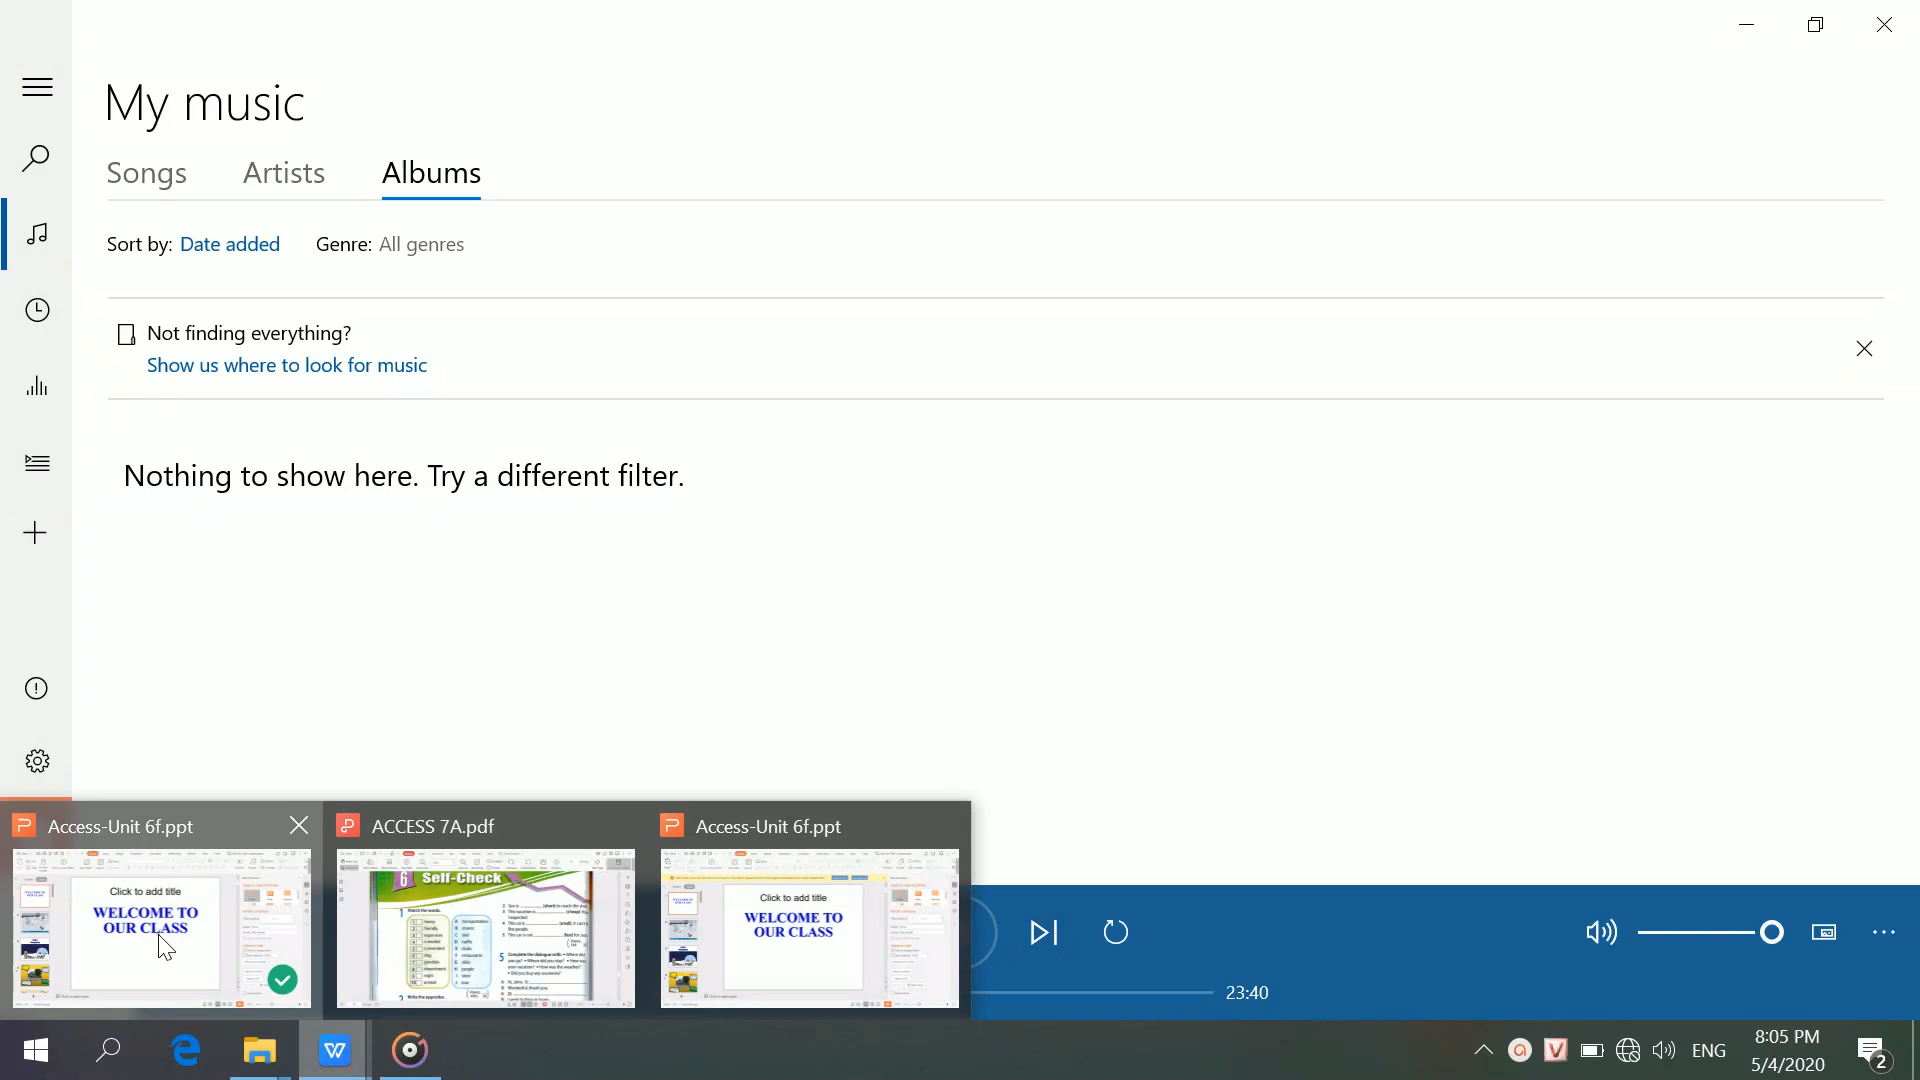 My music
Songs Artists Albums
Sort by: Date added Genre: All genres
Not finding everything?
Show us where to look for music
Nothing to show here. Try a different filter.
Access-Unit 6f.ppt
Click to add title
WELCOME TO
OUR CLASS
ACCESS 7A.pdf
6 Self-Check
Access-Unit 6f.ppt
Click to add title
WELCOME TO
OUR CLASS
23:40
ENG
8:05 PM
5/4/2020
2